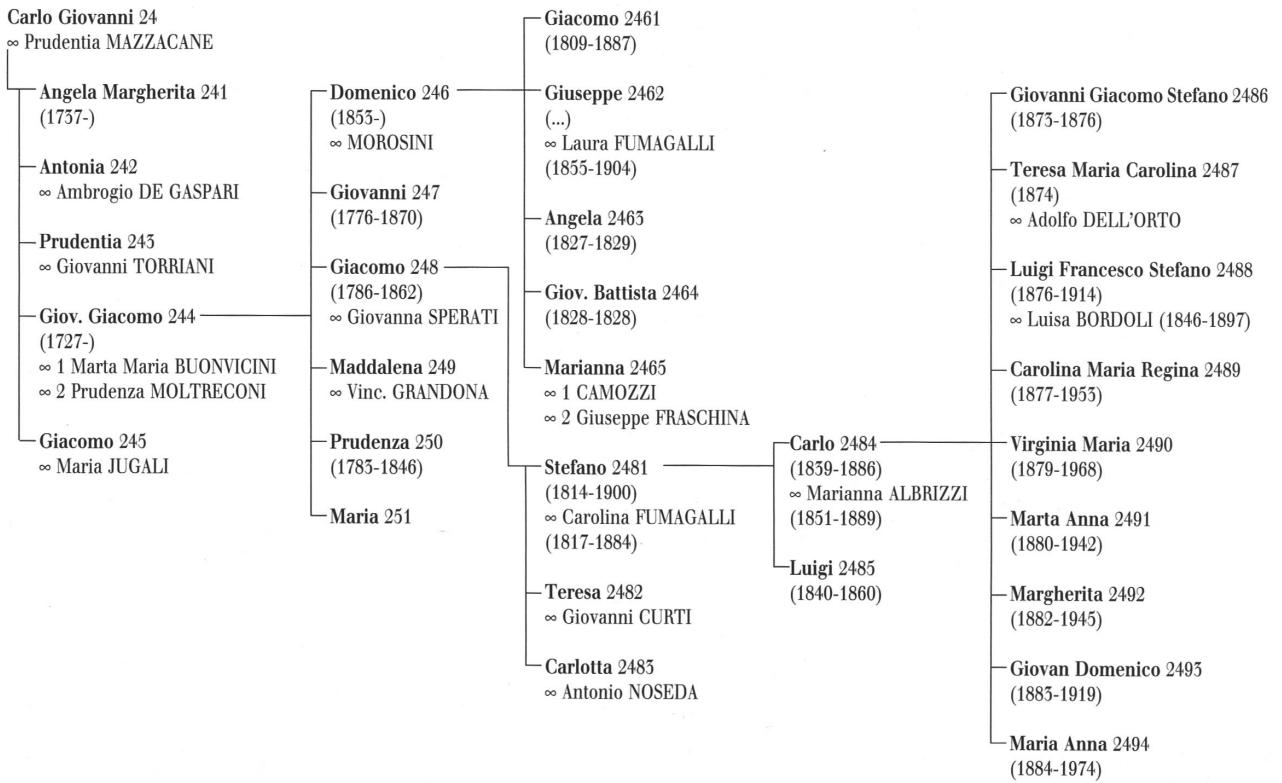 Carlo Giovanni 24
∞ Prudentia MAZZACANE
Angela Margherita 241
(1737-)
Antonia 242
∞ Ambrogio DE GASPARI
Prudentia 243
∞ Giovanni TORRIANI
Giov. Giacomo 244
(1727-)
∞ 1 Marta Maria BUONVICINI
∞ 2 Prudenza MOLTRECONI
Giacomo 245
∞ Maria JUGALI
Domenico 246
(1853-)
∞ MOROSINI
Giovanni 247
(1776-1870)
Giacomo 248
(1786-1862)
∞ Giovanna SPERATI
Maddalena 249
∞ Vinc. GRANDONA
Prudenza 250
(1783-1846)
Maria 251
Giacomo 2461
(1809-1887)
Giuseppe 2462
(...)
∞ Laura FUMAGALLI
(1855-1904)
Angela 2463
(1827-1829)
Giov. Battista 2464
(1828-1828)
Marianna 2465
∞ 1 CAMOZZI
∞ 2 Giuseppe FRASCHINA
Stefano 2481
(1814-1900)
∞ Carolina FUMAGALLI
(1817-1884)
Teresa 2482
∞ Giovanni CURTI
Carlotta 2483
∞ Antonio NOSEDA
Carlo 2484
(1839-1886)
∞ Marianna ALBRIZZI
(1851-1889)
Luigi 2485
(1840-1860)
Giovanni Giacomo Stefano 2486
(1873-1876)
Teresa Maria Carolina 2487
(1874)
∞ Adolfo DELL'ORTO
Luigi Francesco Stefano 2488
(1876-1914)
∞ Luisa BORDOLI (1846-1897)
Carolina Maria Regina 2489
(1877-1953)
Virginia Maria 2490
(1879-1968)
Marta Anna 2491
(1880-1942)
Margherita 2492
(1882-1945)
Giovan Domenico 2493
(1883-1919)
Maria Anna 2494
(1884-1974)